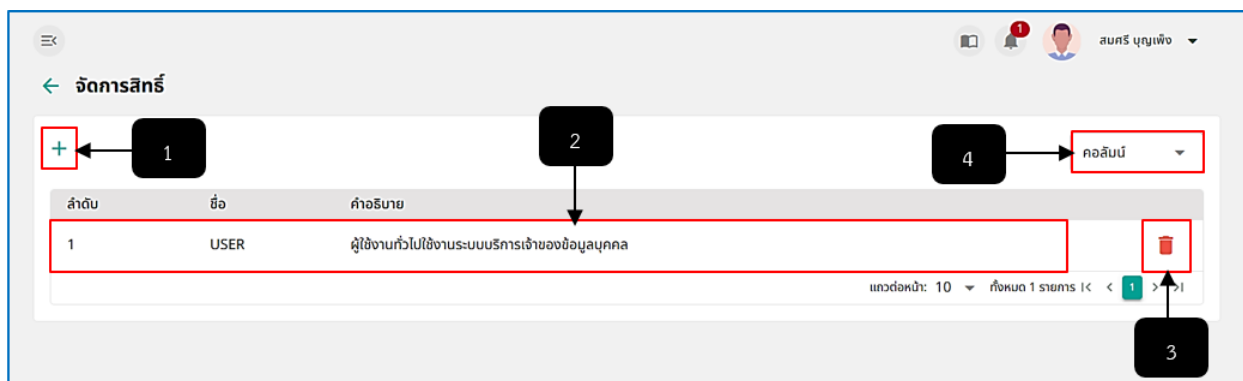 1
สมศรี บุญเพ็ง
จัดการสิทธิ์
+
1
2
4
คอลัมน์
ลำดับ ชื่อ คำอธิบาย
1 USER ผู้ใช้งานทั่วไปใช้งานระบบบริการเจ้าของข้อมูลบุคคล
แถวต่อหน้า: 10 ทั้งหมด 1 รายการ 1
3